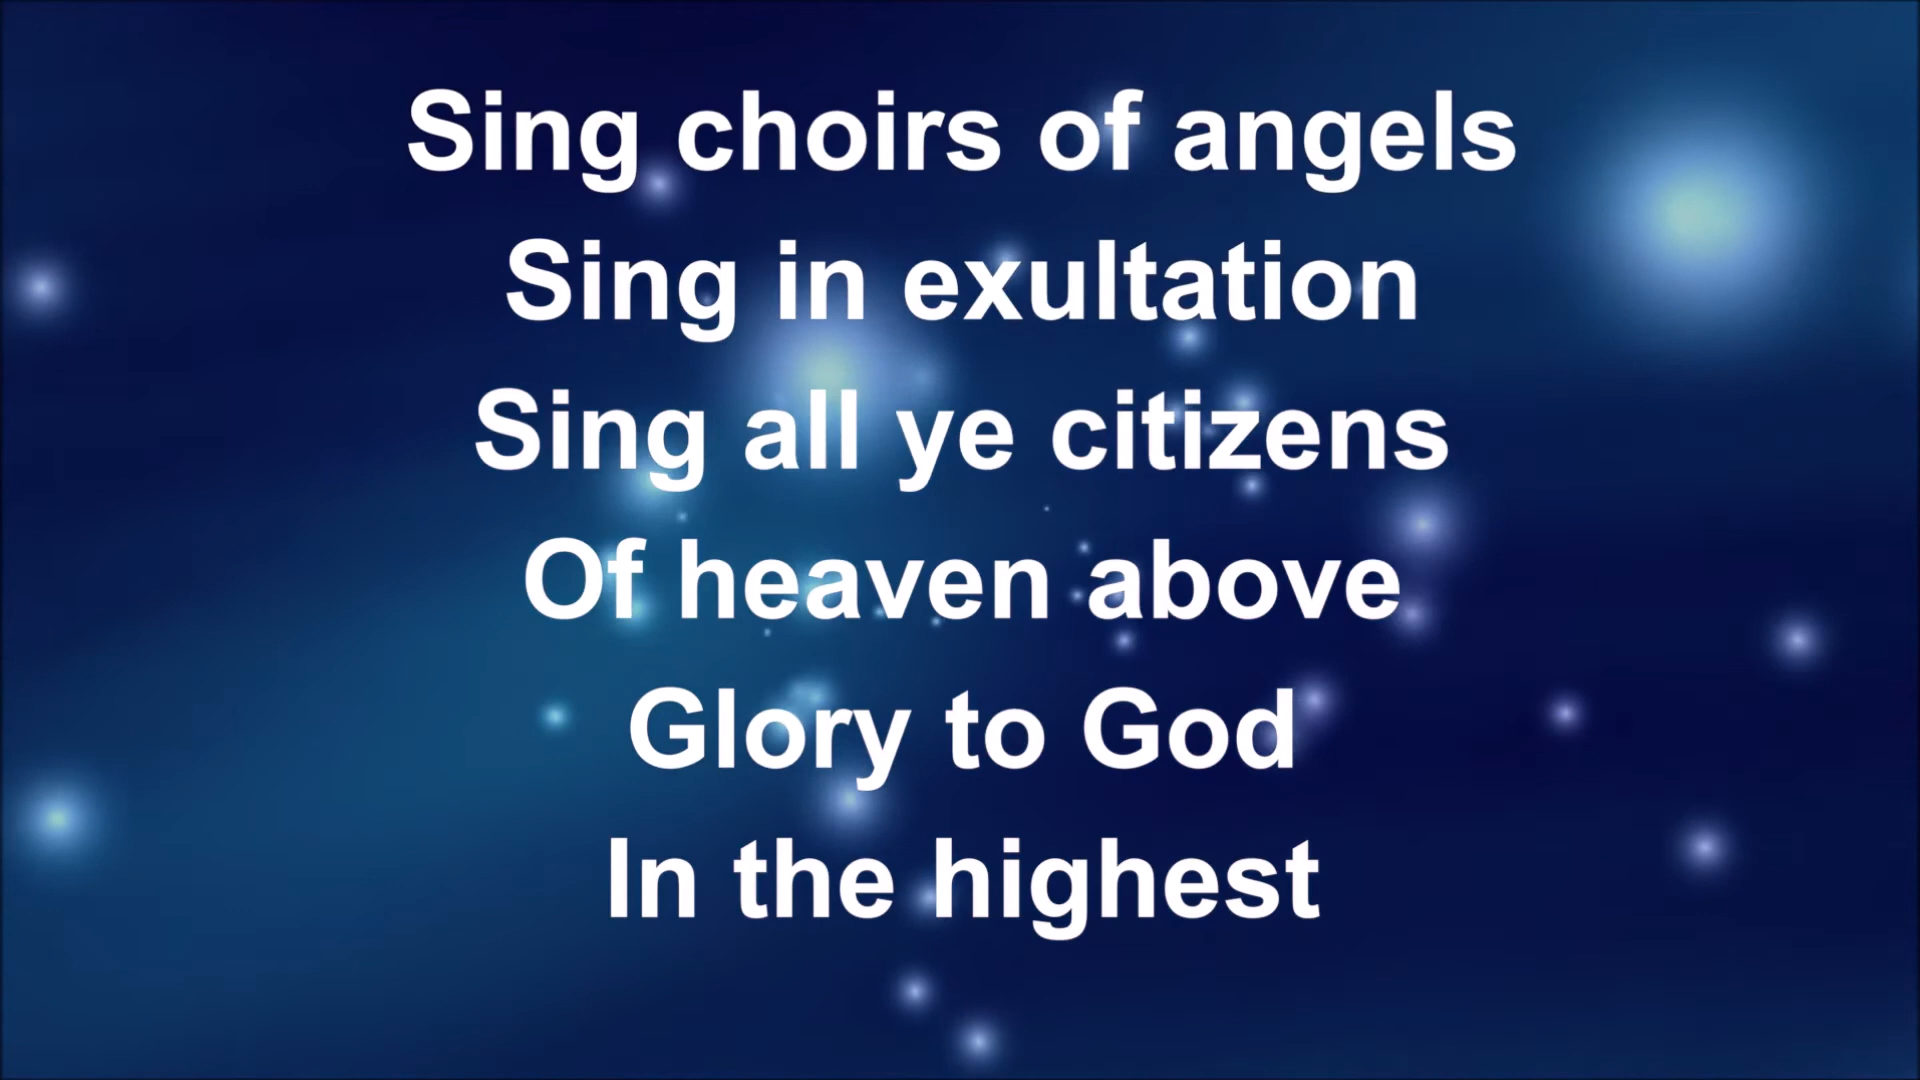 Sing choirs of angels
Sing in exultation
Sing all ye citizens
Of heaven above
Glory to God
In the highest